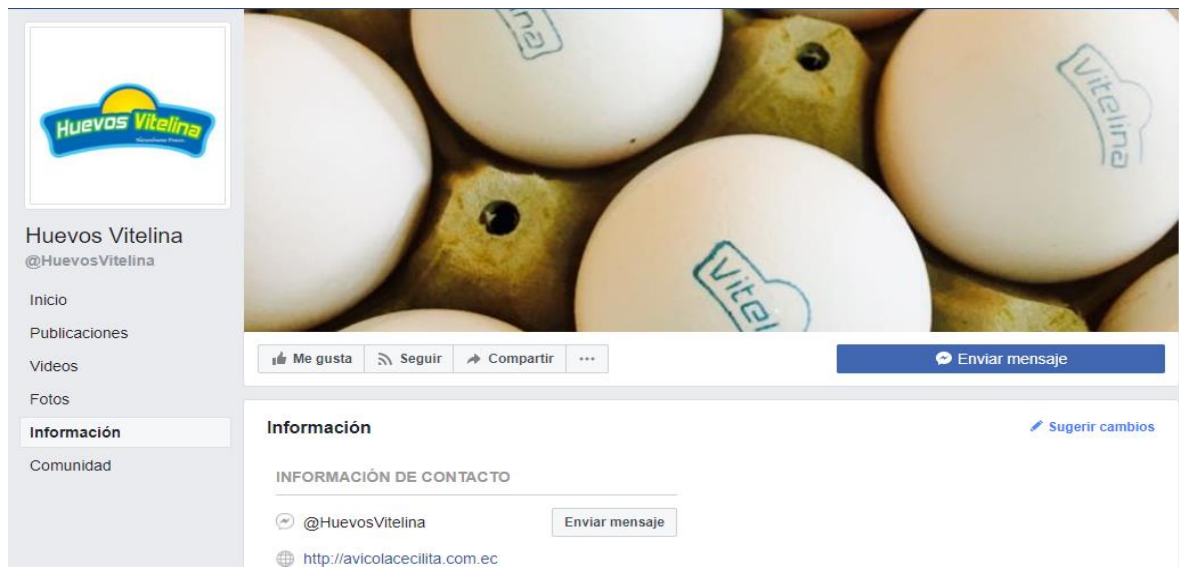 Huevos Vitelina
Vitelina
Vitelina
Huevos Vitelina
@HuevosVitelina
Inicio
Publicaciones
Videos
Fotos
Información
Comunidad
Me gusta
Seguir
Compartir
...
Enviar mensaje
Información
Sugerir cambios
INFORMACIÓN DE CONTACTO
@HuevosVitelina
Enviar mensaje
http://avicolacecilita.com.ec